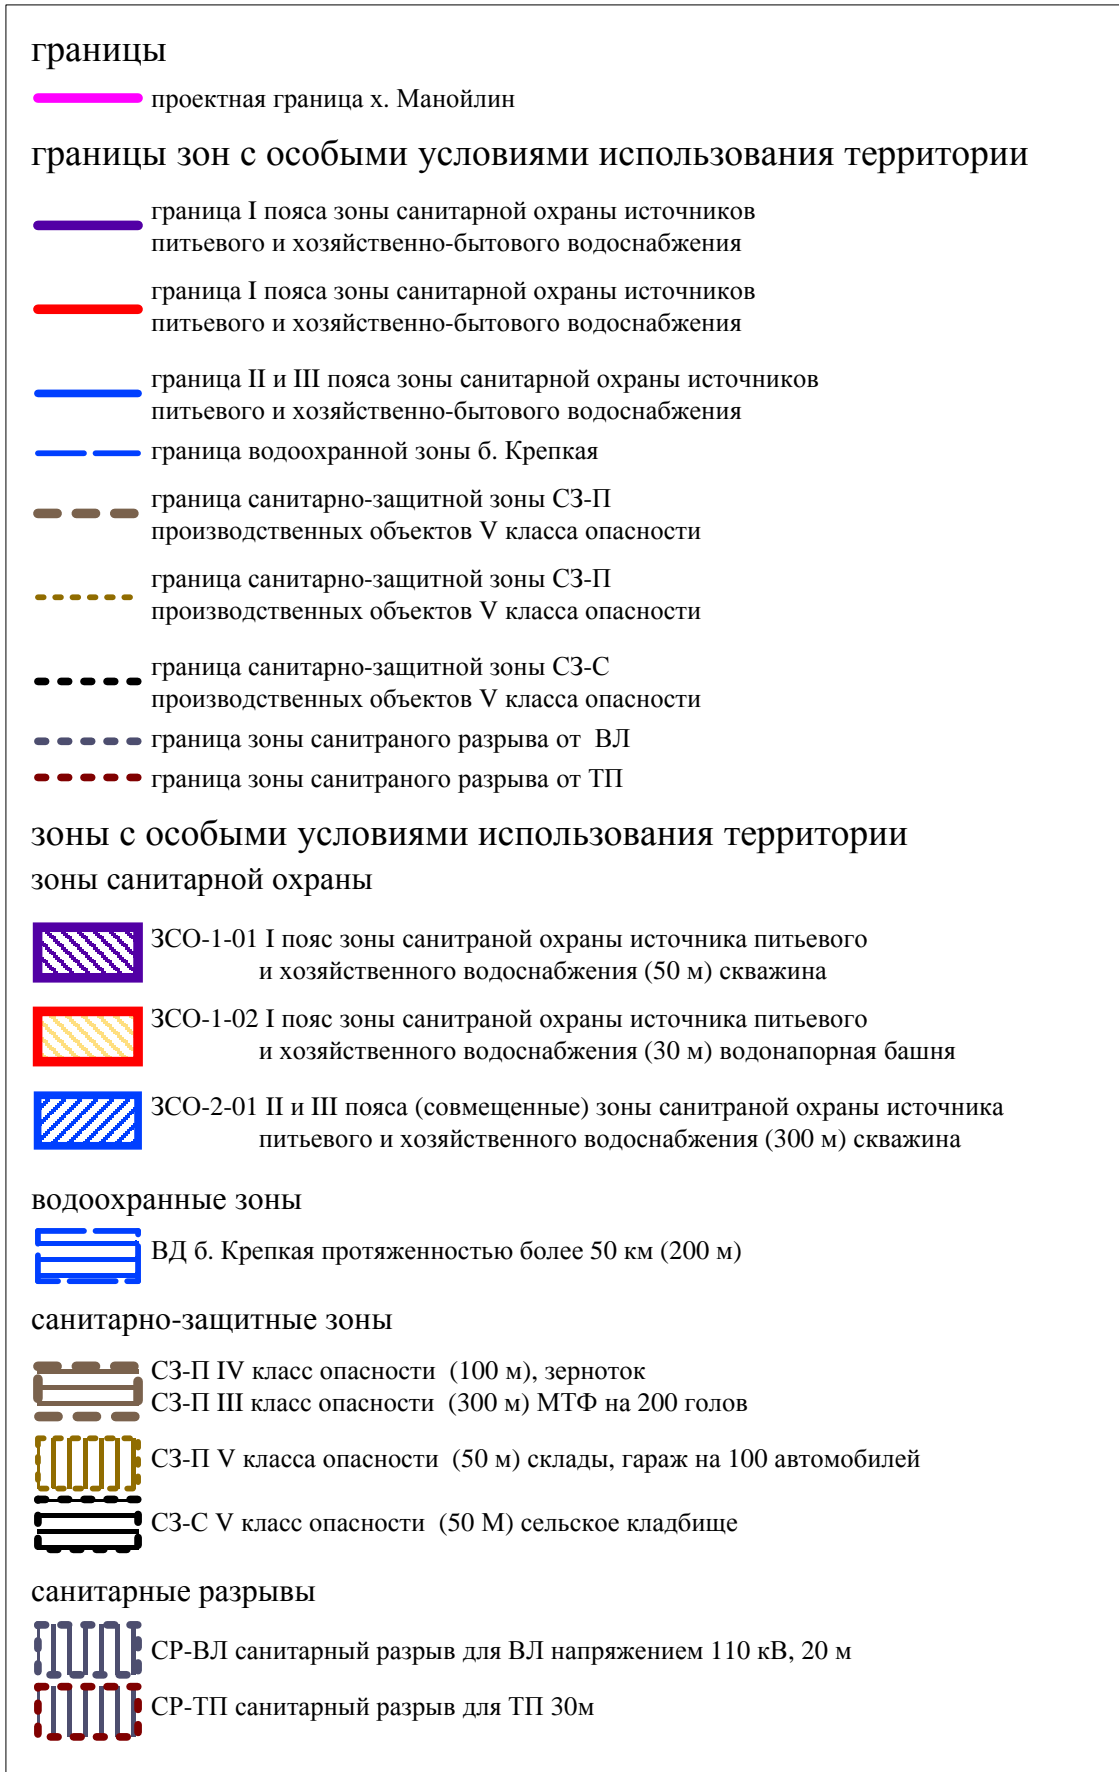 границы
проектная граница х. Манойлин
границы зон с особыми условиями использования территории
граница I пояса зоны санитарной охраны источников
питьевого и хозяйственно-бытового водоснабжения
граница I пояса зоны санитарной охраны источников
питьевого и хозяйственно-бытового водоснабжения
граница II и III пояса зоны санитарной охраны источников
питьевого и хозяйственно-бытового водоснабжения
граница водоохранной зоны б. Крепкая
граница санитарно-защитной зоны СЗ-П
производственных объектов V класса опасности
граница санитарно-защитной зоны СЗ-П
производственных объектов V класса опасности
граница санитарно-защитной зоны СЗ-С
производственных объектов V класса опасности
граница зоны санитраного разрыва от ВЛ
граница зоны санитраного разрыва от ТП
зоны с особыми условиями использования территории
зоны санитарной охраны
ЗСО-1-01 I пояс зоны санитраной охраны источника питьевого
и хозяйственного водоснабжения (50 м) скважина
ЗСО-1-02 I пояс зоны санитраной охраны источника питьевого
и хозяйственного водоснабжения (30 м) водонапорная башня
ЗСО-2-01 II и III пояса (совмещенные) зоны санитраной охраны источника
питьевого и хозяйственного водоснабжения (300 м) скважина
водоохранные зоны
ВД б. Крепкая протяженностью более 50 км (200 м)
санитарно-защитные зоны
СЗ-П IV класс опасности (100 м), зерноток
СЗ-П III класс опасности (300 м) МТФ на 200 голов
СЗ-П V класса опасности (50 м) склады, гараж на 100 автомобилей
СЗ-С V класс опасности (50 М) сельское кладбище
санитарные разрывы
СР-ВЛ санитарный разрыв для ВЛ напряжением 110 кВ, 20 м
СР-ТП санитарный разрыв для ТП 30м